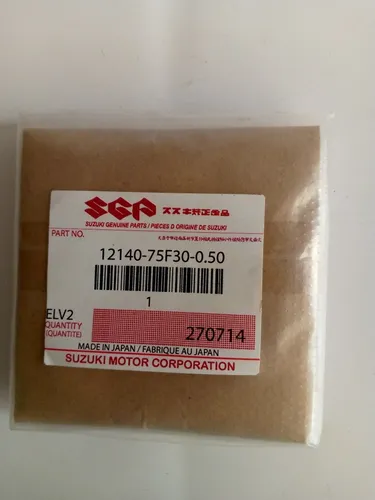 SGP スズキ純正部品
SUZUKI GENUINE PARTS / PIECES D ORIGINE DE SUZUKI
PART NO.
12140-75F30-0.50
1
ELV2
QUANTITY
(QUANTITE)
270714
MADE IN JAPAN / FABRIQUE AU JAPAN
SUZUKI MOTOR CORPORATION